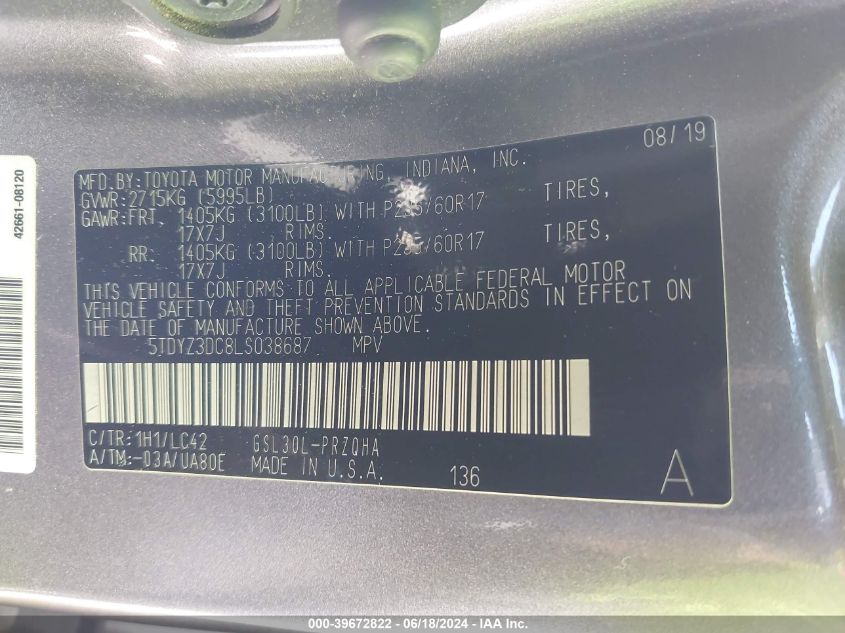 42661-08120
08/19
MFD.BY:TOYOTA MOTOR MANUFACTURING, INDIANA, INC.
GVWR:2715KG (5995LB)
GAWR:FRT. 1405KG (3100LB) WITH P235/60R17 TIRES,
17X7J RIMS.
RR: 1405KG (3100LB) WITH P235/60R17 TIRES,
17X7J RIMS.
THIS VEHICLE CONFORMS TO ALL APPLICABLE FEDERAL MOTOR
VEHICLE SAFETY AND THEFT PREVENTION STANDARDS IN EFFECT ON
THE DATE OF MANUFACTURE SHOWN ABOVE.
5TDYZ3DC8LS038687 MPV
C/TR:1H1/LC42 GSL30L-PRZQHA
A/TM:-03A/UA80E MADE IN U.S.A. 136 A
000-39672822 - 06/18/2024 - IAA Inc.